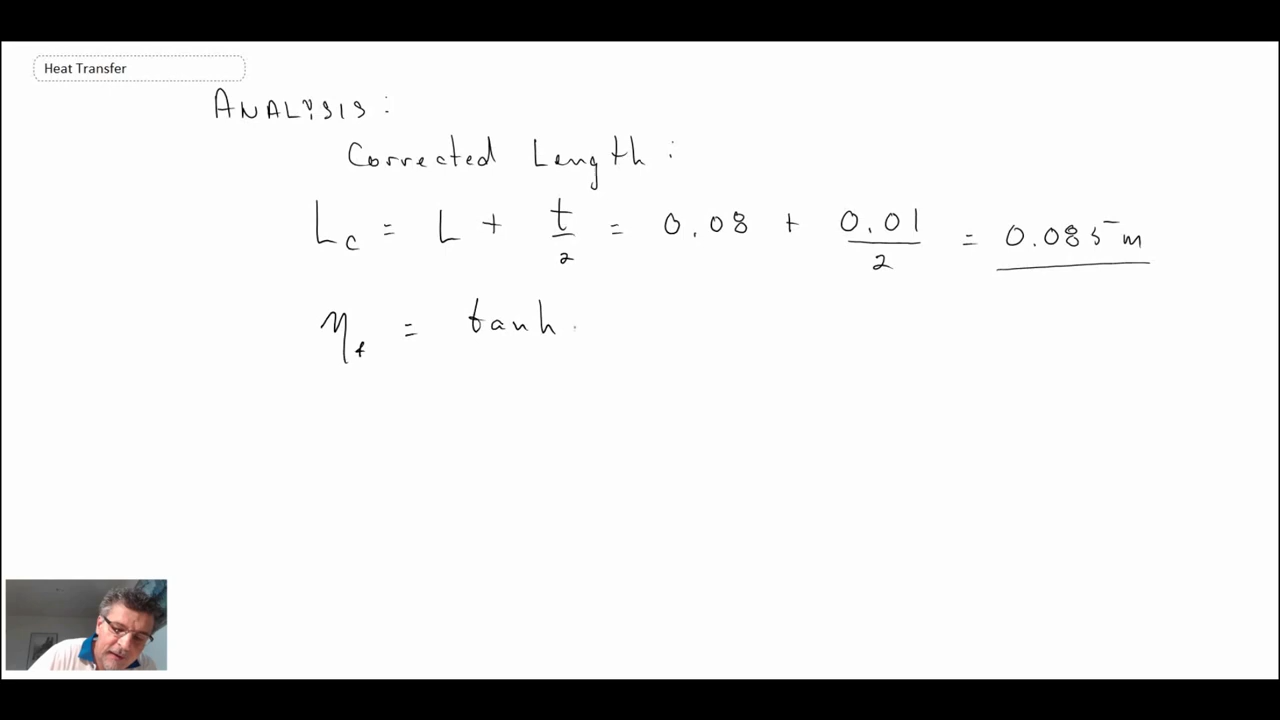 Heat Transfer
ANALYSIS:
Corrected Length:
Lc = L + t/2 = 0.08 + 0.01/2 = 0.085 m
ηf = tanh